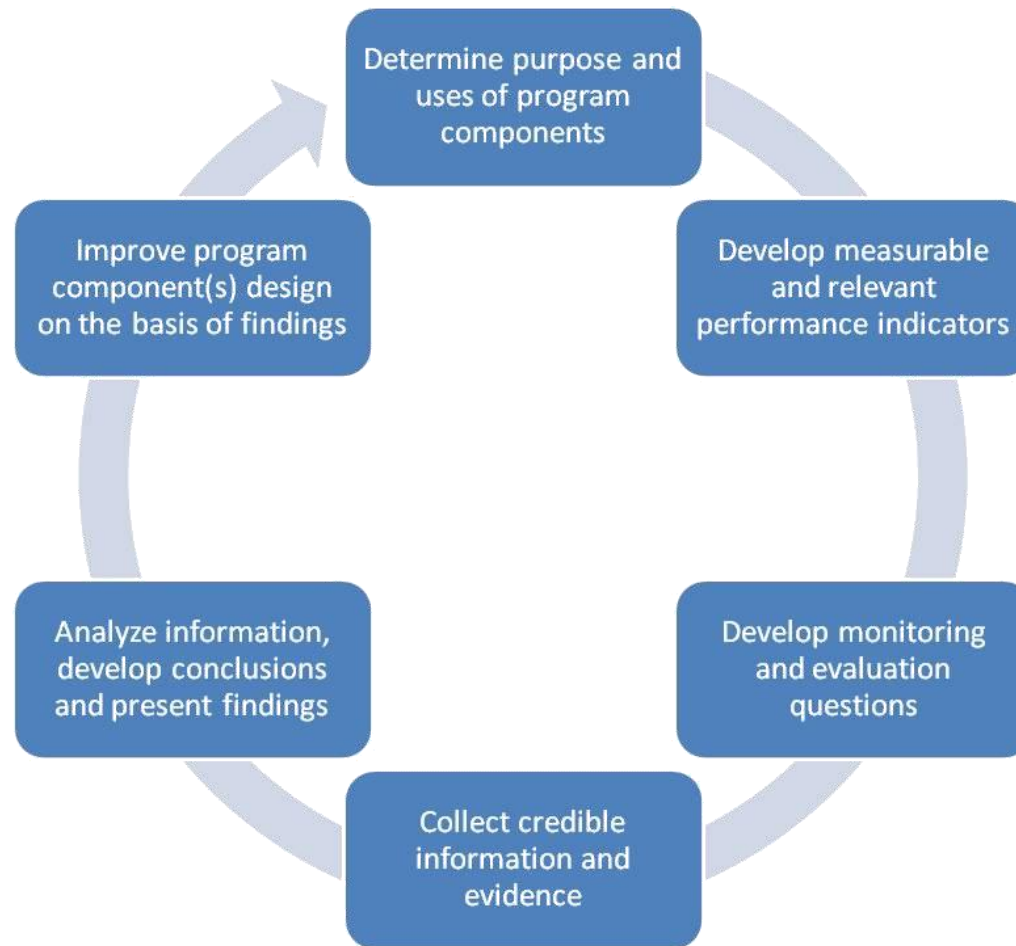 Determine purpose and
uses of program
components
Develop measurable
and relevant
performance indicators
Develop monitoring
and evaluation
questions
Collect credible
information and
evidence
Analyze information,
develop conclusions
and present findings
Improve program
component(s) design
on the basis of findings